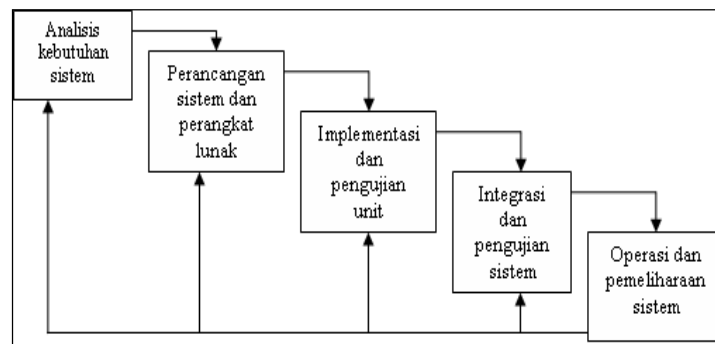 Analisis
kebutuhan
sistem
Perancangan
sistem dan
perangkat
lunak
Implementasi
dan
pengujian
unit
Integrasi
dan
pengujian
sistem
Operasi dan
pemeliharaan
sistem